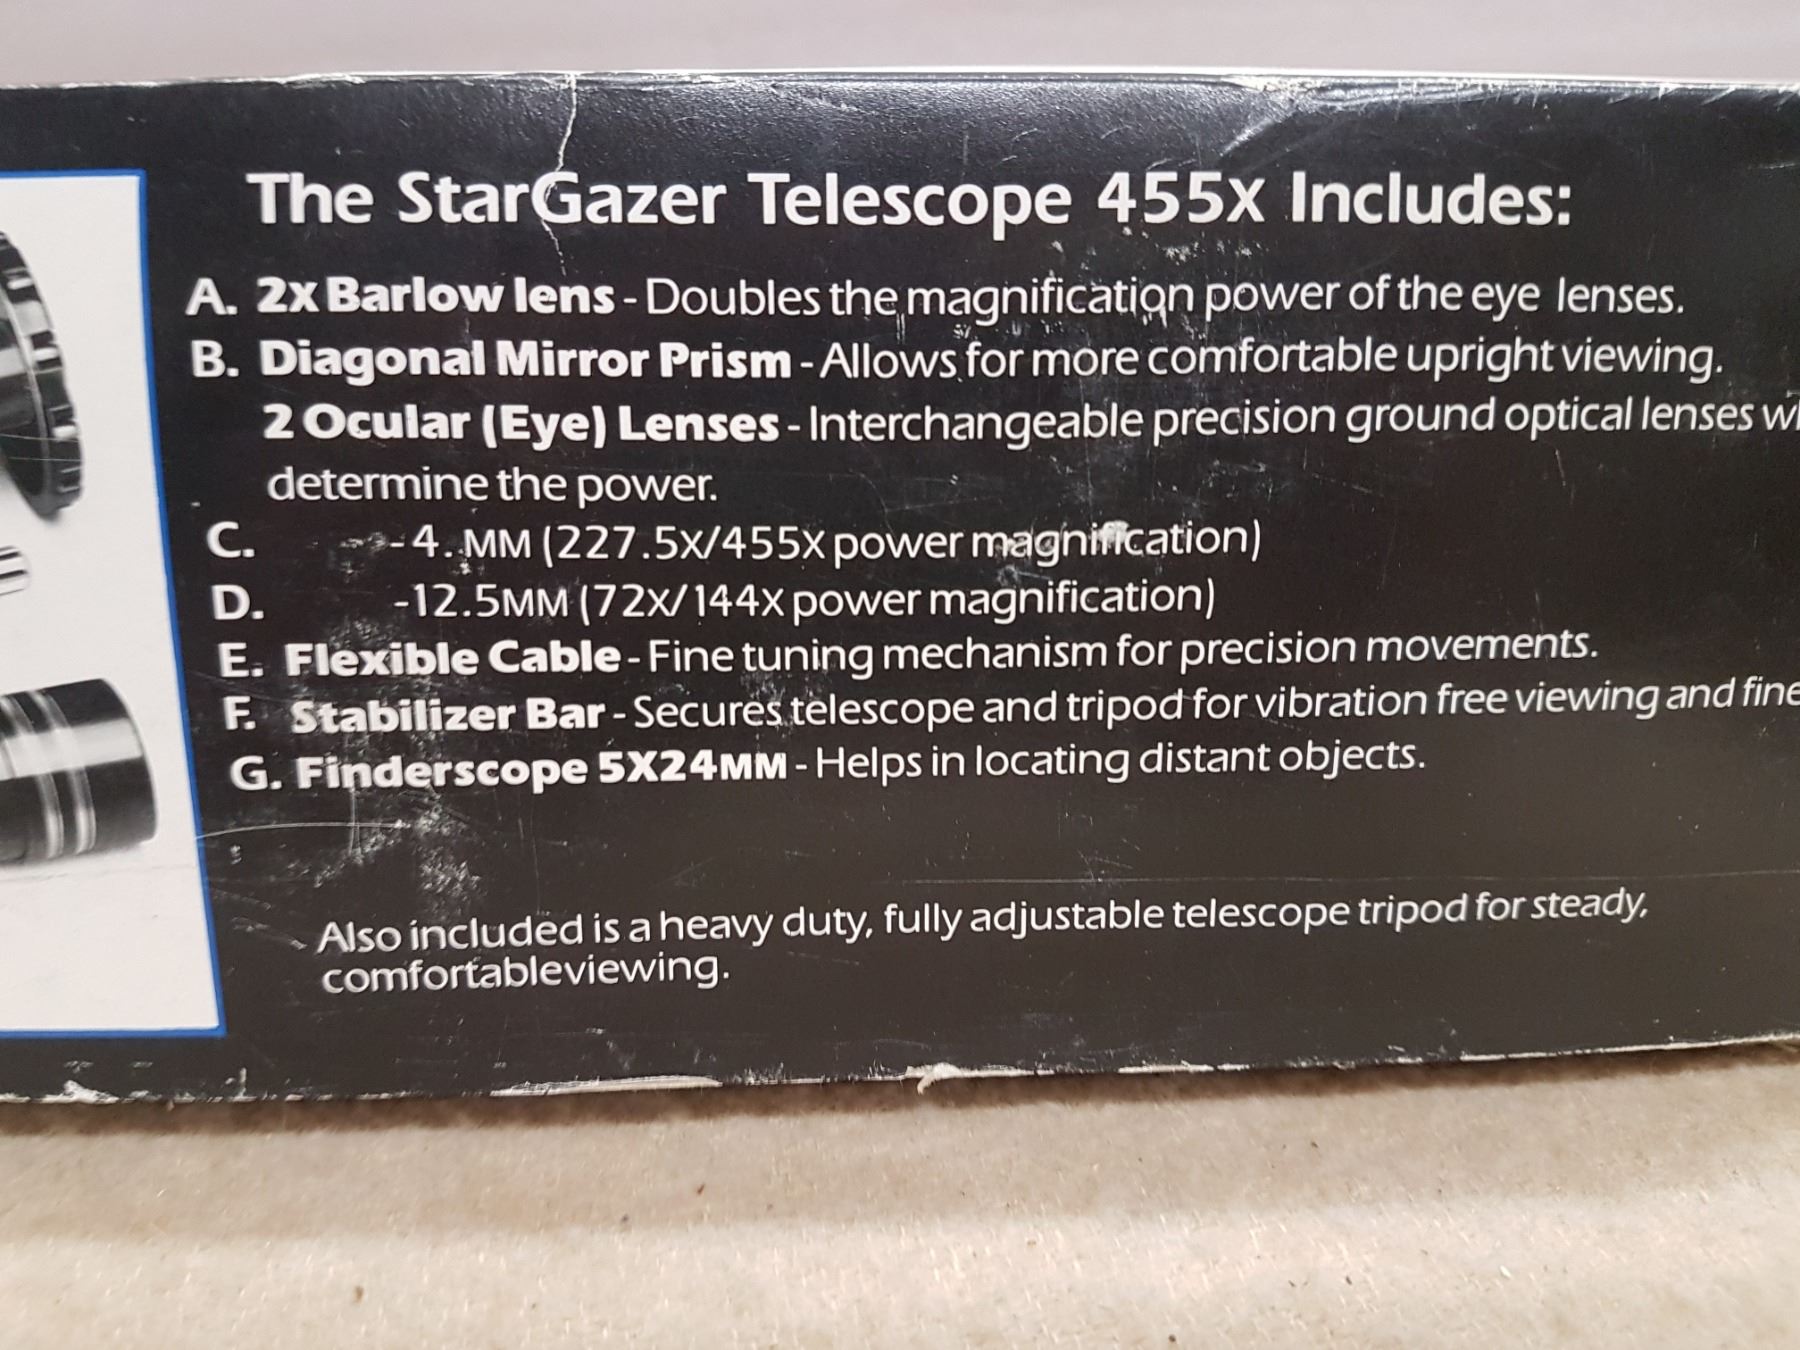 The StarGazer Telescope 455x Includes:
A. 2x Barlow lens - Doubles the magnification power of the eye lenses.
B. Diagonal Mirror Prism - Allows for more comfortable upright viewing.
2 Ocular (Eye) Lenses - Interchangeable precision ground optical lenses
determine the power.
C. - 4. MM (227.5x/455x power magnification)
D. -12.5MM (72x/144x power magnification)
E. Flexible Cable - Fine tuning mechanism for precision movements.
F. Stabilizer Bar - Secures telescope and tripod for vibration free viewing and fine
G. Finderscope 5X24MM - Helps in locating distant objects.
Also included is a heavy duty, fully adjustable telescope tripod for steady,
comfortableviewing.